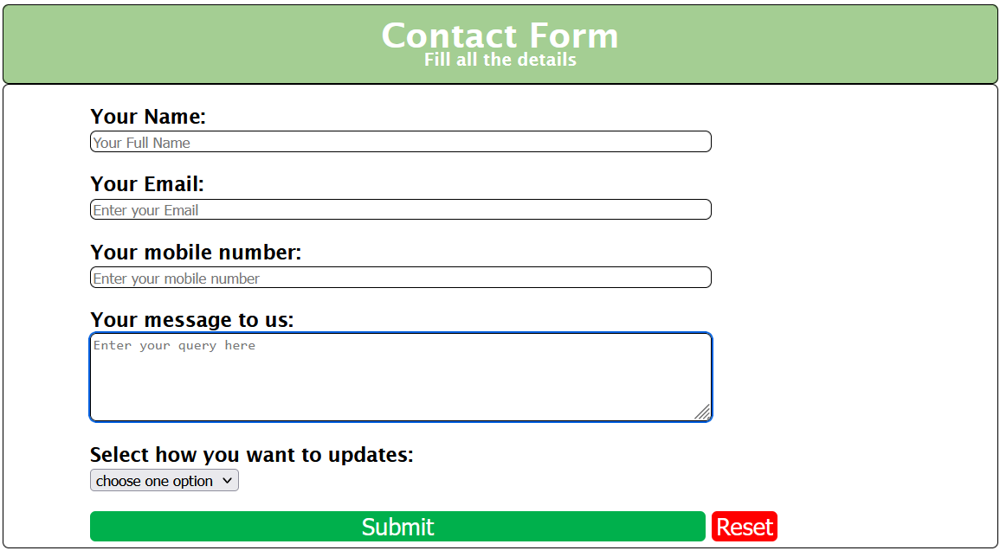 Contact Form
Fill all the details
Your Name:
Your Full Name
Your Email:
Enter your Email
Your mobile number:
Enter your mobile number
Your message to us:
Enter your query here
Select how you want to updates:
choose one option
Submit Reset